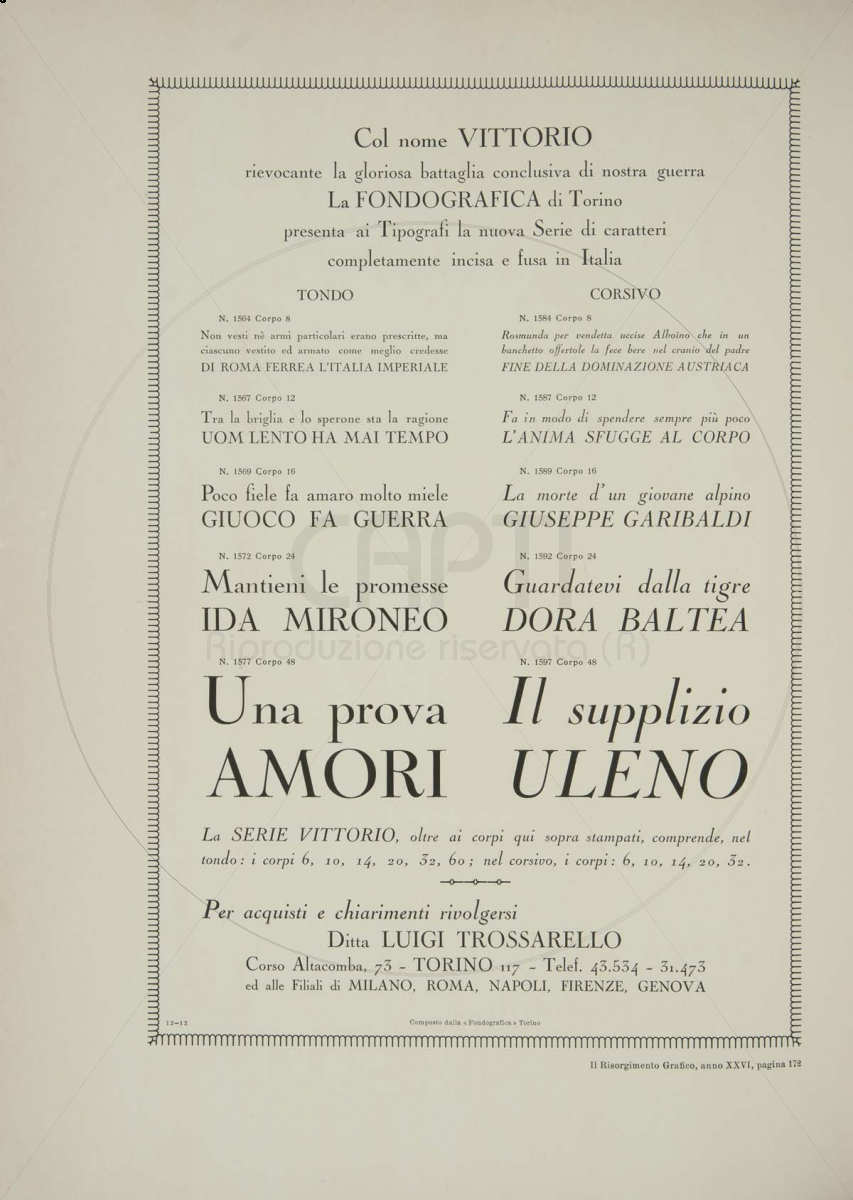 Col nome VITTORIO
rievocante la gloriosa battaglia conclusiva di nostra guerra
La FONDOGRAFICA di Torino
presenta ai Tipografi la nuova Serie di caratteri
completamente incisa e fusa in Italia
TONDO
N. 1564 Corpo 8
Non vesti nè armi particolari erano prescritte, ma
ciascuno vestito ed armato come meglio credesse
DI ROMA FERREA L'ITALIA IMPERIALE
N. 1567 Corpo 12
Tra la briglia e lo sperone sta la ragione
UOM LENTO HA MAI TEMPO
N. 1569 Corpo 16
Poco fiele fa amaro molto miele
GIUOCO FA GUERRA
N. 1572 Corpo 24
Mantieni le promesse
IDA MIRONEO
N. 1577 Corpo 48
Una prova
AMORI
CORSIVO
N. 1584 Corpo 8
Rosmunda per vendetta uccise Alboino che in un
banchetto offertole la fece bere nel cranio del padre
FINE DELLA DOMINAZIONE AUSTRIACA
N. 1587 Corpo 12
Fa in modo di spendere sempre più poco
L'ANIMA SFUGGE AL CORPO
N. 1589 Corpo 16
La morte d'un giovane alpino
GIUSEPPE GARIBALDI
N. 1592 Corpo 24
Guardatevi dalla tigre
DORA BALTEA
N. 1597 Corpo 48
Il supplizio
ULENO
La SERIE VITTORIO, oltre ai corpi qui sopra stampati, comprende, nel
tondo: i corpi 6, 10, 14, 20, 32, 60; nel corsivo, i corpi: 6, 10, 14, 20, 32.
Per acquisti e chiarimenti rivolgersi
Ditta LUIGI TROSSARELLO
Corso Altacomba, 73 - TORINO 117 - Telef. 43.534 - 31.473
ed alle Filiali di MILANO, ROMA, NAPOLI, FIRENZE, GENOVA
12-12
Composto dalla «Fondografica» Torino
Il Risorgimento Grafico, anno XXVI, pagina 172
CAPTI
Riproduzione riservata (R)